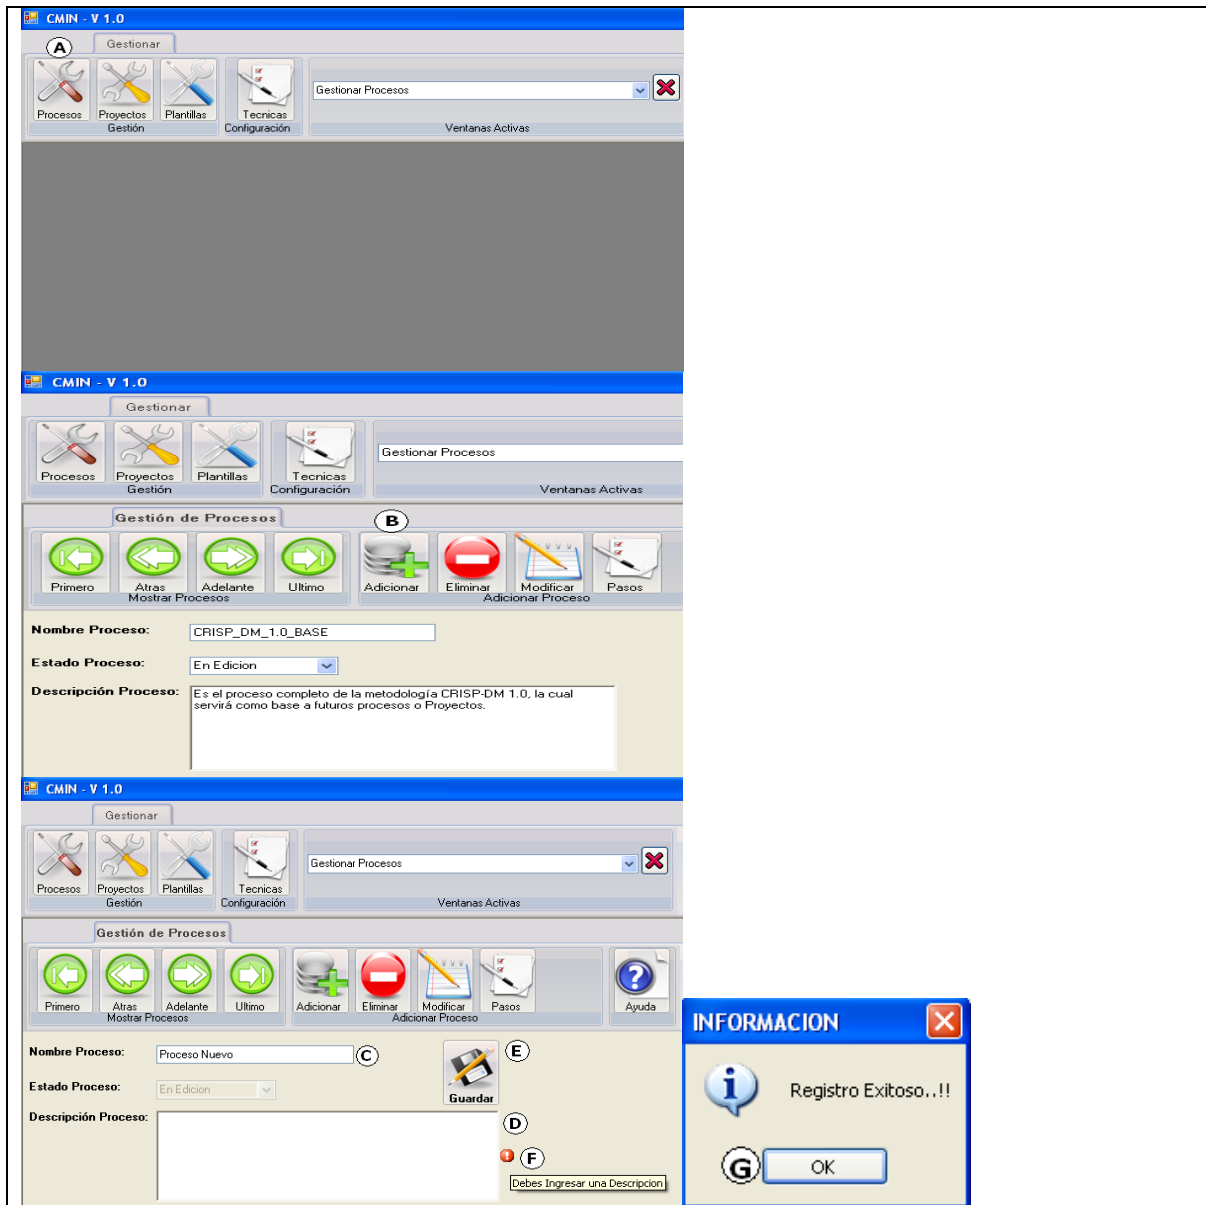 CMIN - V 1.0
Gestionar
A
Procesos Proyectos Plantillas Tecnicas
Gestionar Procesos
Gestión Configuración Ventanas Activas
CMIN - V 1.0
Gestionar
Gestionar Procesos
Procesos Proyectos Plantillas Tecnicas
Gestión Configuración Ventanas Activas
Gestión de Procesos
B
Primero Atras Adelante Ultimo Adicionar Eliminar Modificar Pasos
Mostrar Procesos Adicionar Proceso
Nombre Proceso: CRISP_DM_1.0_BASE
Estado Proceso: En Edicion
Descripción Proceso: Es el proceso completo de la metodología CRISP-DM 1.0, la cual
servirá como base a futuros procesos o Proyectos.
CMIN - V 1.0
Gestionar
Gestionar Procesos
Procesos Proyectos Plantillas Tecnicas
Gestión Configuración Ventanas Activas
Gestión de Procesos
Primero Atras Adelante Ultimo Adicionar Eliminar Modificar Pasos Ayuda
Mostrar Procesos Adicionar Proceso
Nombre Proceso: Proceso Nuevo C
E
Estado Proceso: En Edicion
Guardar
Descripción Proceso:
D
F
Debes Ingresar una Descripcion
INFORMACION
Registro Exitoso..!!
G OK